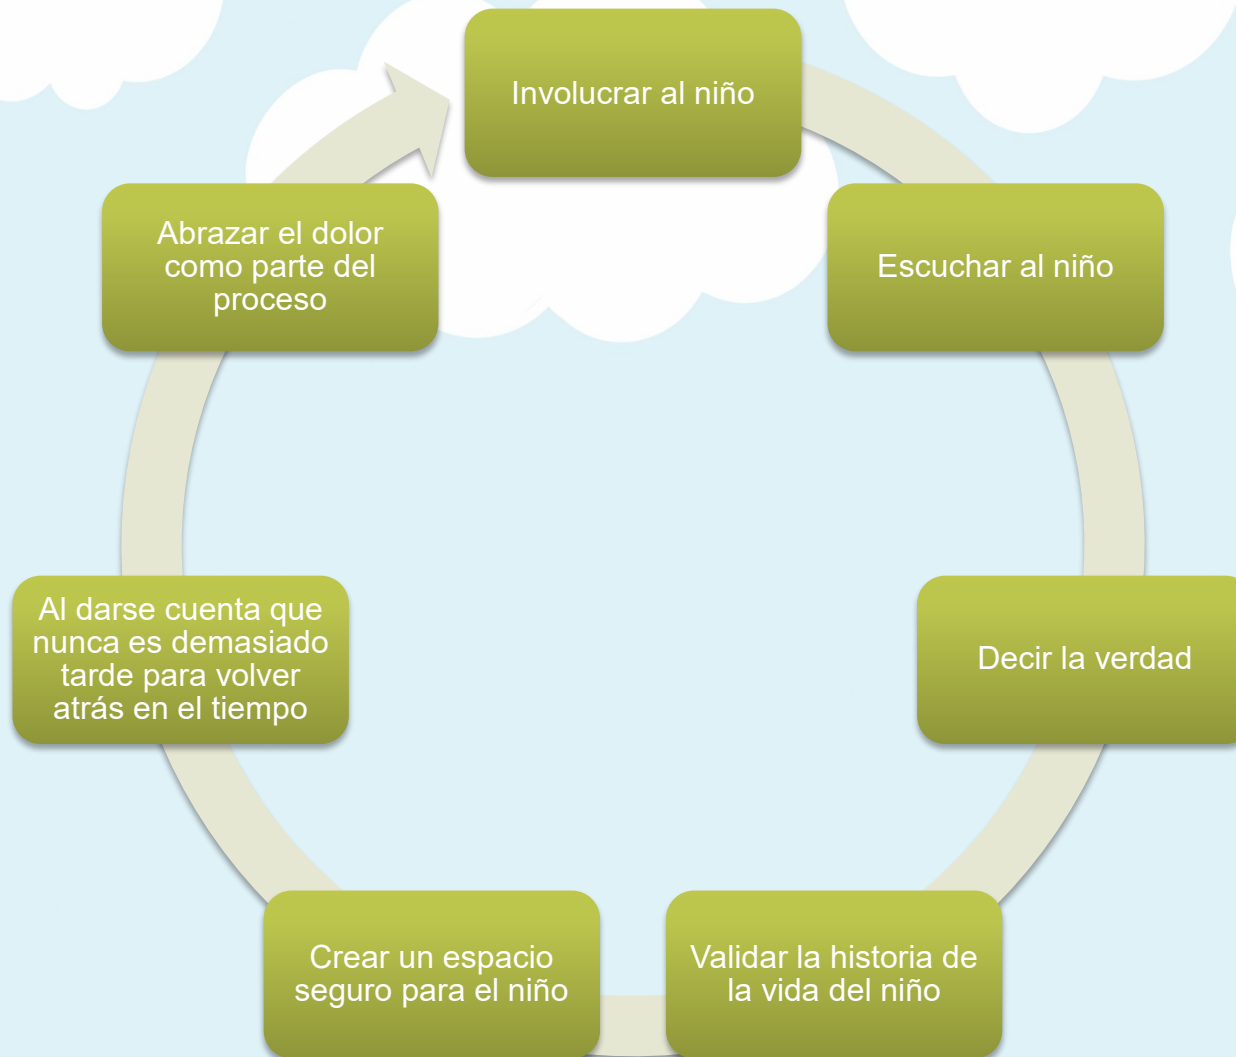 Involucrar al niño
Escuchar al niño
Decir la verdad
Validar la historia de
la vida del niño
Crear un espacio
seguro para el niño
Al darse cuenta que
nunca es demasiado
tarde para volver
atrás en el tiempo
Abrazar el dolor
como parte del
proceso